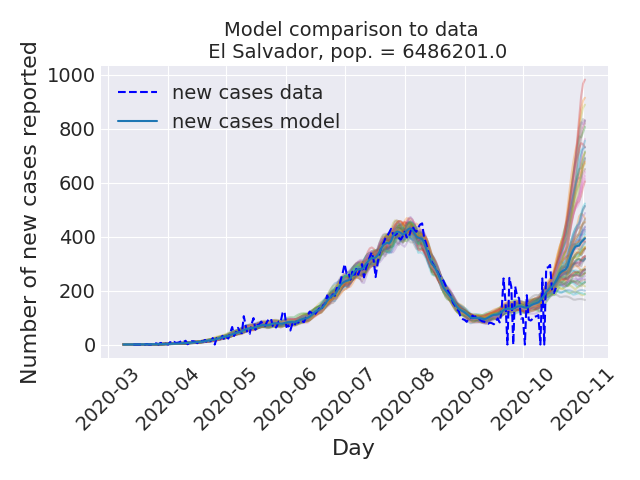 Model comparison to data
El Salvador, pop. = 6486201.0
Number of new cases reported
1000
800
600
400
200
0
new cases data
new cases model
2020-03
2020-04
2020-05
2020-06
2020-07
2020-08
2020-09
2020-10
2020-11
Day